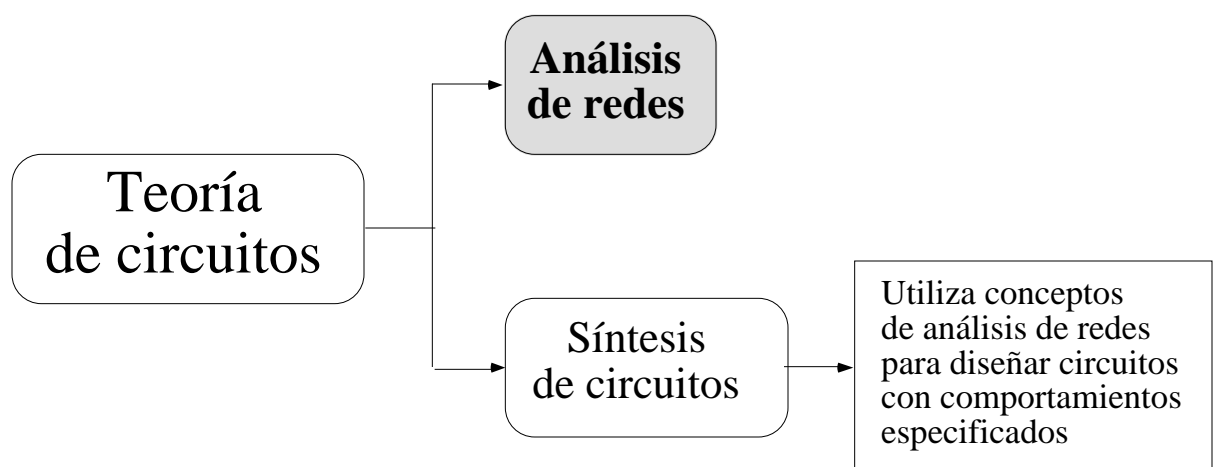 Análisis
de redes
Teoría
de circuitos
Síntesis
de circuitos
Utiliza conceptos
de análisis de redes
para diseñar circuitos
con comportamientos
especificados